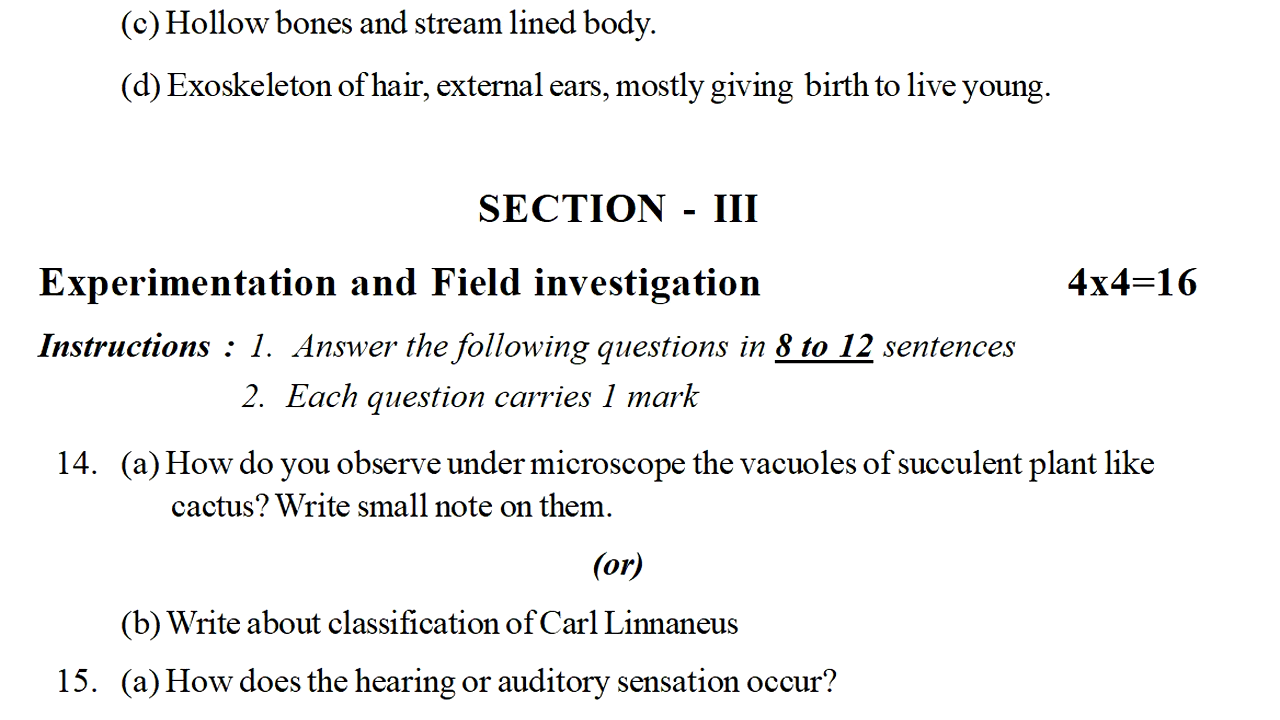 (c) Hollow bones and stream lined body.
(d) Exoskeleton of hair, external ears, mostly giving birth to live young.
SECTION - III
Experimentation and Field investigation 4x4=16
Instructions : 1. Answer the following questions in 8 to 12 sentences
2. Each question carries 1 mark
14. (a) How do you observe under microscope the vacuoles of succulent plant like
cactus? Write small note on them.
(or)
(b) Write about classification of Carl Linnaneus
15. (a) How does the hearing or auditory sensation occur?